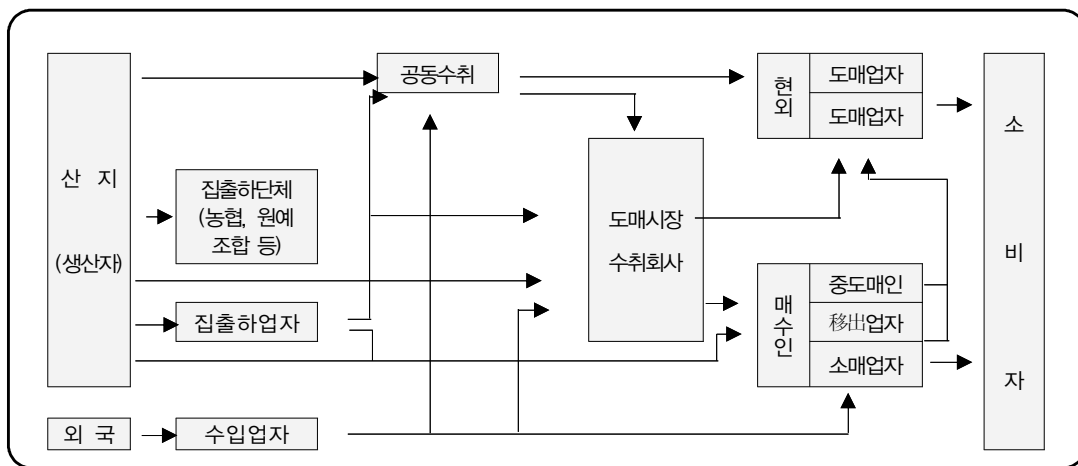 산 지
(생산자)
외 국
집출하단체
(농협, 원예
조합 등)
집출하업자
수입업자
공동수취
도매시장
수취회사
현
외
도매업자
도매업자
매
수
인
중도매인
移出업자
소매업자
소
비
자